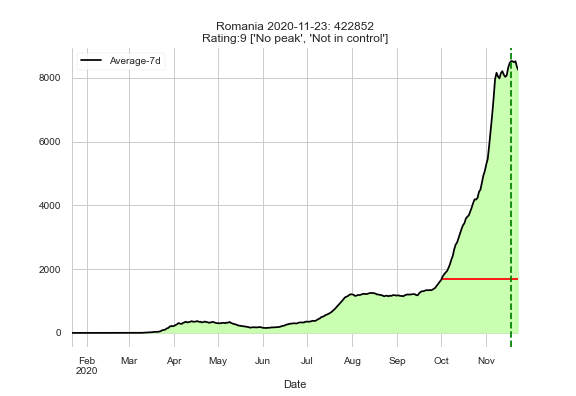 Romania 2020-11-23: 422852
Rating:9 ['No peak', 'Not in control']
Average-7d
8000
6000
4000
2000
0
Feb Mar Apr May Jun Jul Aug Sep Oct Nov
2020
Date